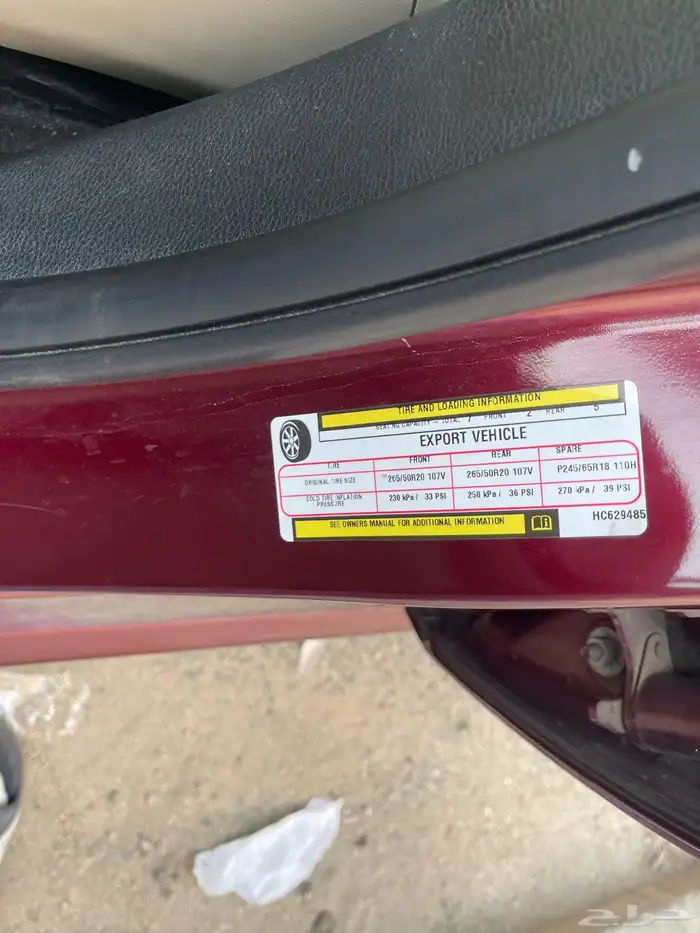 TIRE AND LOADING INFORMATION
SEATING CAPACITY – TOTAL 7 FRONT 2 REAR 5
EXPORT VEHICLE
TIRE FRONT REAR SPARE
ORIGINAL TIRE SIZE 265/50R20 107V 265/50R20 107V P245/65R18 110H
COLD TIRE INFLATION PRESSURE 230 kPa / 33 PSI 250 kPa / 36 PSI 270 kPa / 39 PSI
SEE OWNERS MANUAL FOR ADDITIONAL INFORMATION
HC629485
حراج